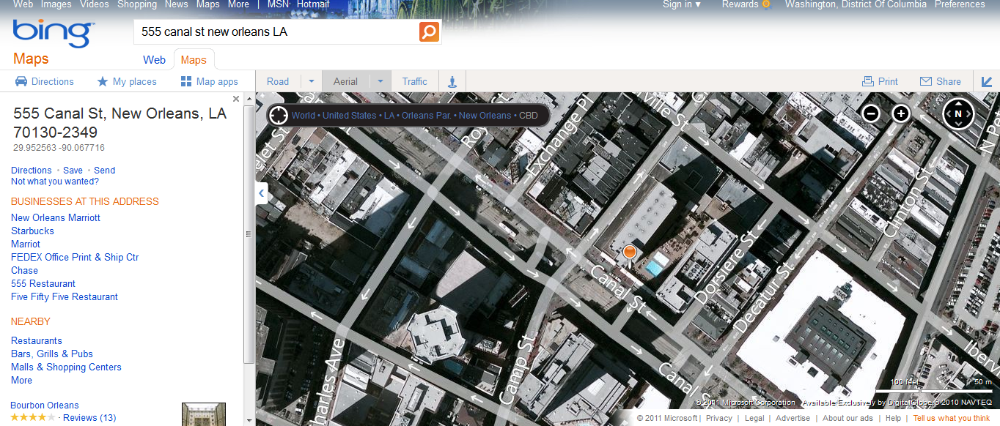 Web Images Videos Shopping News Maps More | MSN Hotmail
Sign in Rewards Washington, District Of Columbia Preferences
bing™
555 canal st new orleans LA
Maps
Web Maps
Directions My places Map apps
Road Aerial Traffic
Print Share
555 Canal St, New Orleans, LA
70130-2349
29.952563 -90.067716
Directions • Save • Send
Not what you wanted?
BUSINESSES AT THIS ADDRESS
New Orleans Marriott
Starbucks
Marriot
FEDEX Office Print & Ship Ctr
Chase
555 Restaurant
Five Fifty Five Restaurant
NEARBY
Restaurants
Bars, Grills & Pubs
Malls & Shopping Centers
More
Bourbon Orleans
· Reviews (13)
World • United States • LA • Orleans Par. • New Orleans • CBD
N
elet St
Roy
St
Exchange Pl
ville St
N Pet
Clinton St
Dorsiere St
Decatur St
Canal St
Canal St
Camp St
harles Ave
Iberv
100 feet 50 m
© 2011 Microsoft Corporation Available Exclusively by DigitalGlobe © 2010 NAVTEQ
© 2011 Microsoft | Privacy | Legal | Advertise | About our ads | Help | Tell us what you think